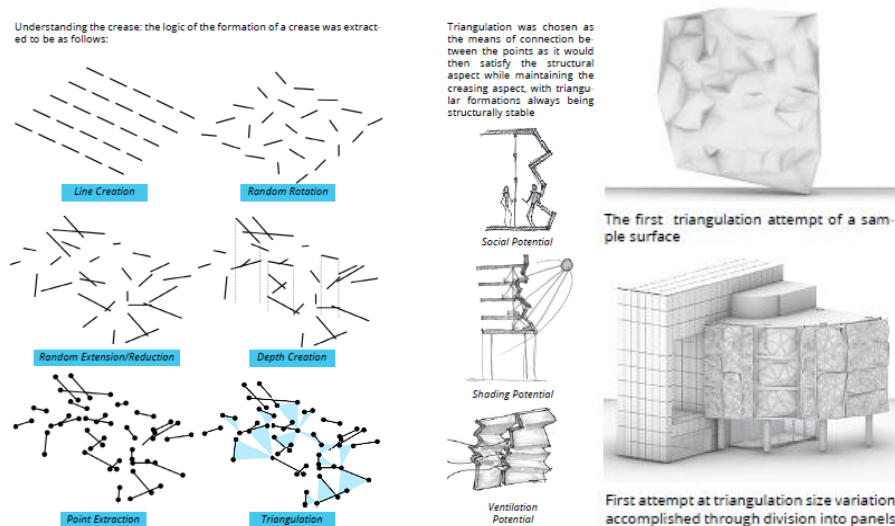 Understanding the crease: the logic of the formation of a crease was extract-
ed to be as follows:
Line Creation
Random Rotation
Random Extension/Reduction
Depth Creation
Point Extraction
Triangulation
Triangulation was chosen as
the means of connection be-
tween the points as it would
then satisfy the structural
aspect while maintaining the
creasing aspect, with triangu-
lar formations always being
structurally stable
Social Potential
Shading Potential
Ventilation
Potential
The first triangulation attempt of a sam-
ple surface
First attempt at triangulation size variation
accomplished through division into panels